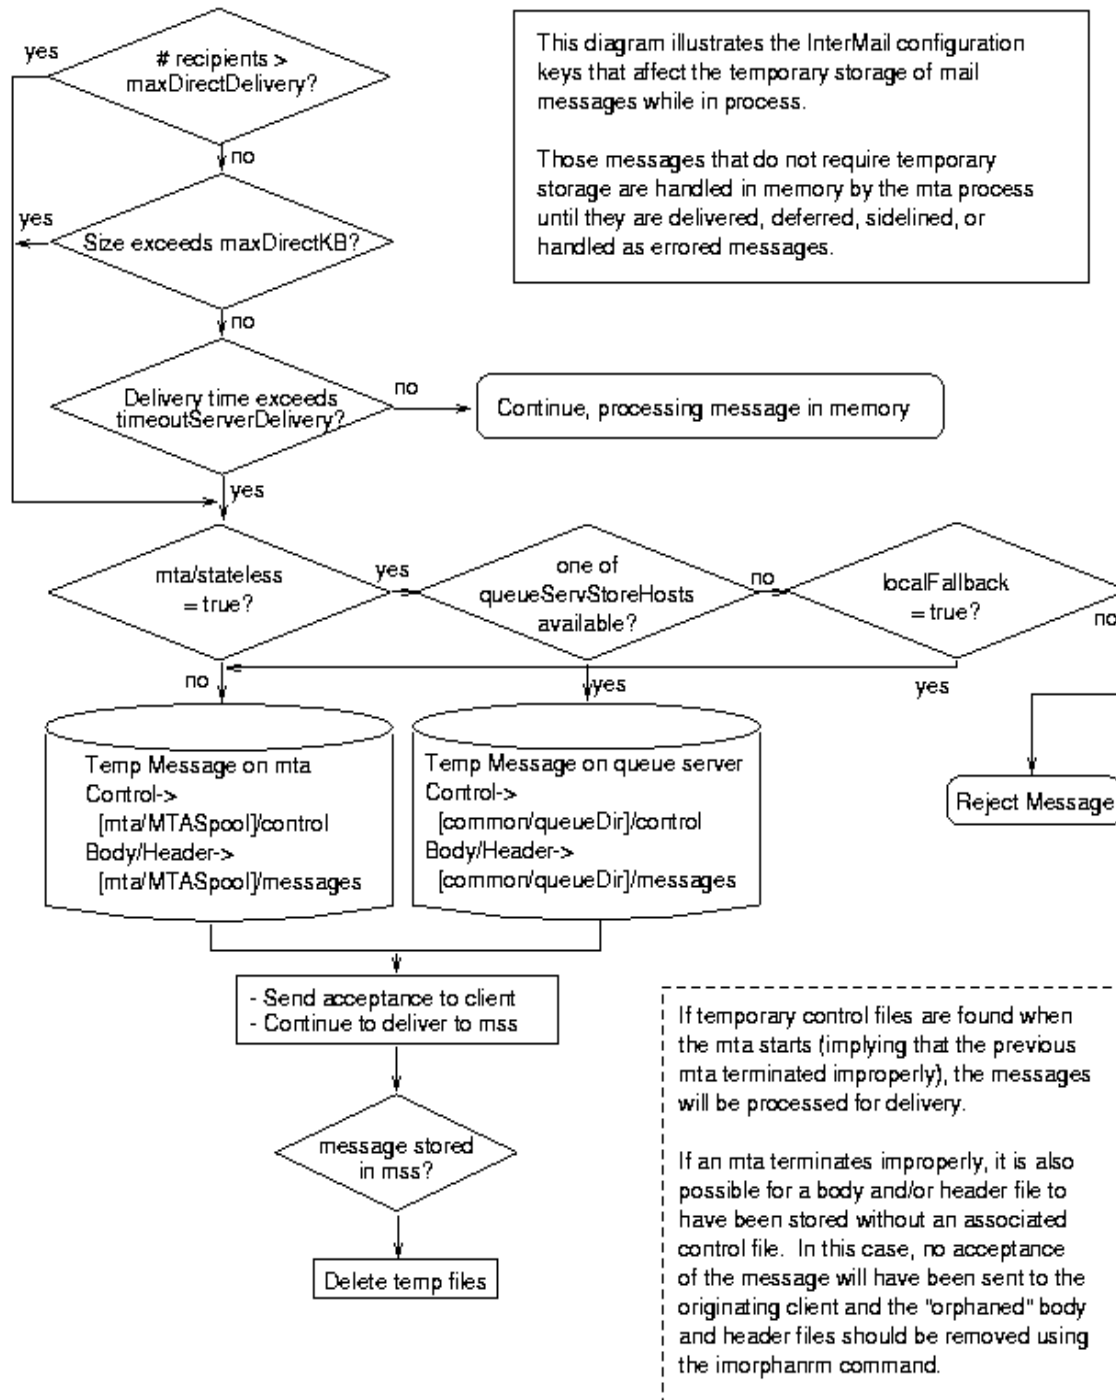 yes
# recipients >
maxDirectDelivery?
no
This diagram illustrates the InterMail configuration
keys that affect the temporary storage of mail
messages while in process.
Those messages that do not require temporary
storage are handled in memory by the mta process
until they are delivered, deferred, sidelined, or
handled as errored messages.
yes
Size exceeds maxDirectKB?
no
Delivery time exceeds
timeoutServerDelivery?
no
Continue, processing message in memory
yes
mta/stateless
= true?
yes
one of
queueServStoreHosts
available?
no
localFallback
= true?
no
no
yes
yes
Temp Message on mta
Control->
[mta/MTASpool]/control
Body/Header->
[mta/MTASpool]/messages
Temp Message on queue server
Control->
[common/queueDir]/control
Body/Header->
[common/queueDir]/messages
Reject Message
- Send acceptance to client
- Continue to deliver to mss
message stored
in mss?
Delete temp files
If temporary control files are found when
the mta starts (implying that the previous
mta terminated improperly), the messages
will be processed for delivery.
If an mta terminates improperly, it is also
possible for a body and/or header file to
have been stored without an associated
control file. In this case, no acceptance
of the message will have been sent to the
originating client and the "orphaned" body
and header files should be removed using
the imorphanrm command.